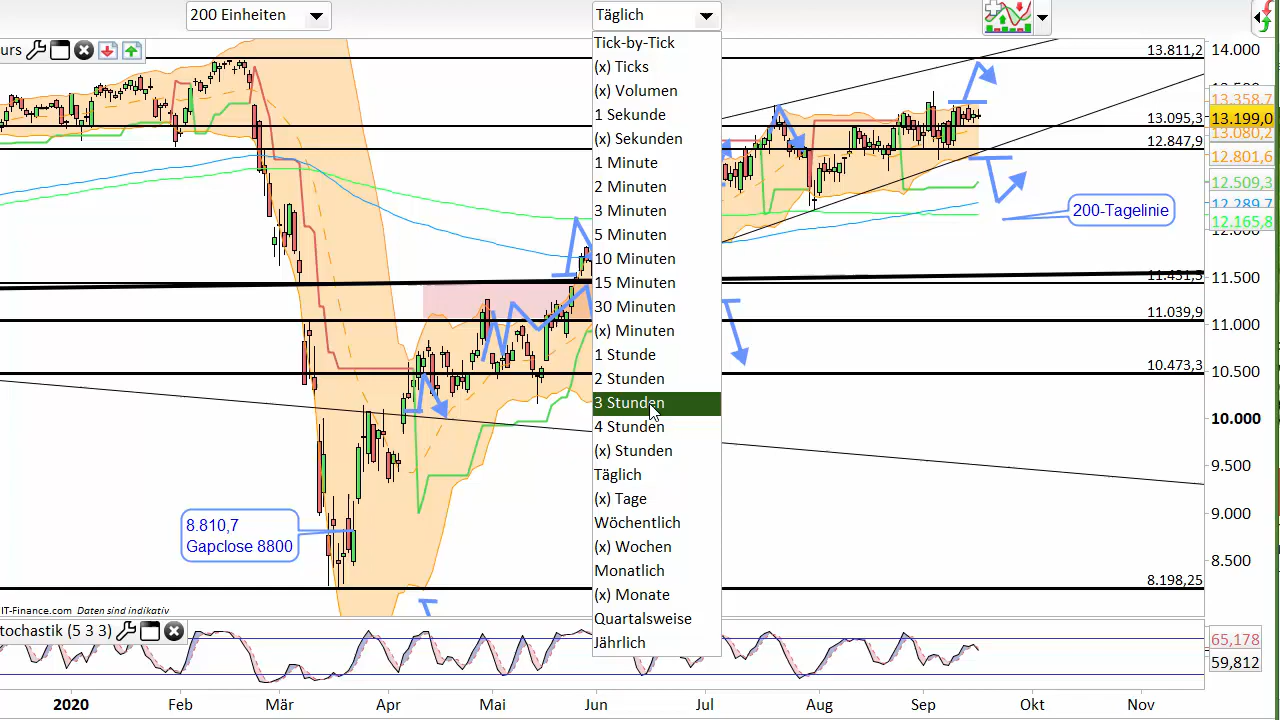 200 Einheiten
Täglich
urs
Tick-by-Tick
(x) Ticks
(x) Volumen
1 Sekunde
(x) Sekunden
1 Minute
2 Minuten
3 Minuten
5 Minuten
10 Minuten
15 Minuten
30 Minuten
(x) Minuten
1 Stunde
2 Stunden
3 Stunden
4 Stunden
(x) Stunden
Täglich
(x) Tage
Wöchentlich
(x) Wochen
Monatlich
(x) Monate
Quartalsweise
Jährlich
13.811,2
13.095,3
12.847,9
11.451,5
11.039,9
10.473,3
8.198,25
14.000
13.358,7
13.199,0
13.080,2
12.801,6
12.509,3
12.289,7
12.165,8
12.000
11.500
11.000
10.500
10.000
9.500
9.000
8.500
200-Tagelinie
8.810,7
Gapclose 8800
IT-Finance.com Daten sind indikativ
tochastik (5 3 3)
65,178
59,812
2020
Feb
Mär
Apr
Mai
Jun
Jul
Aug
Sep
Okt
Nov